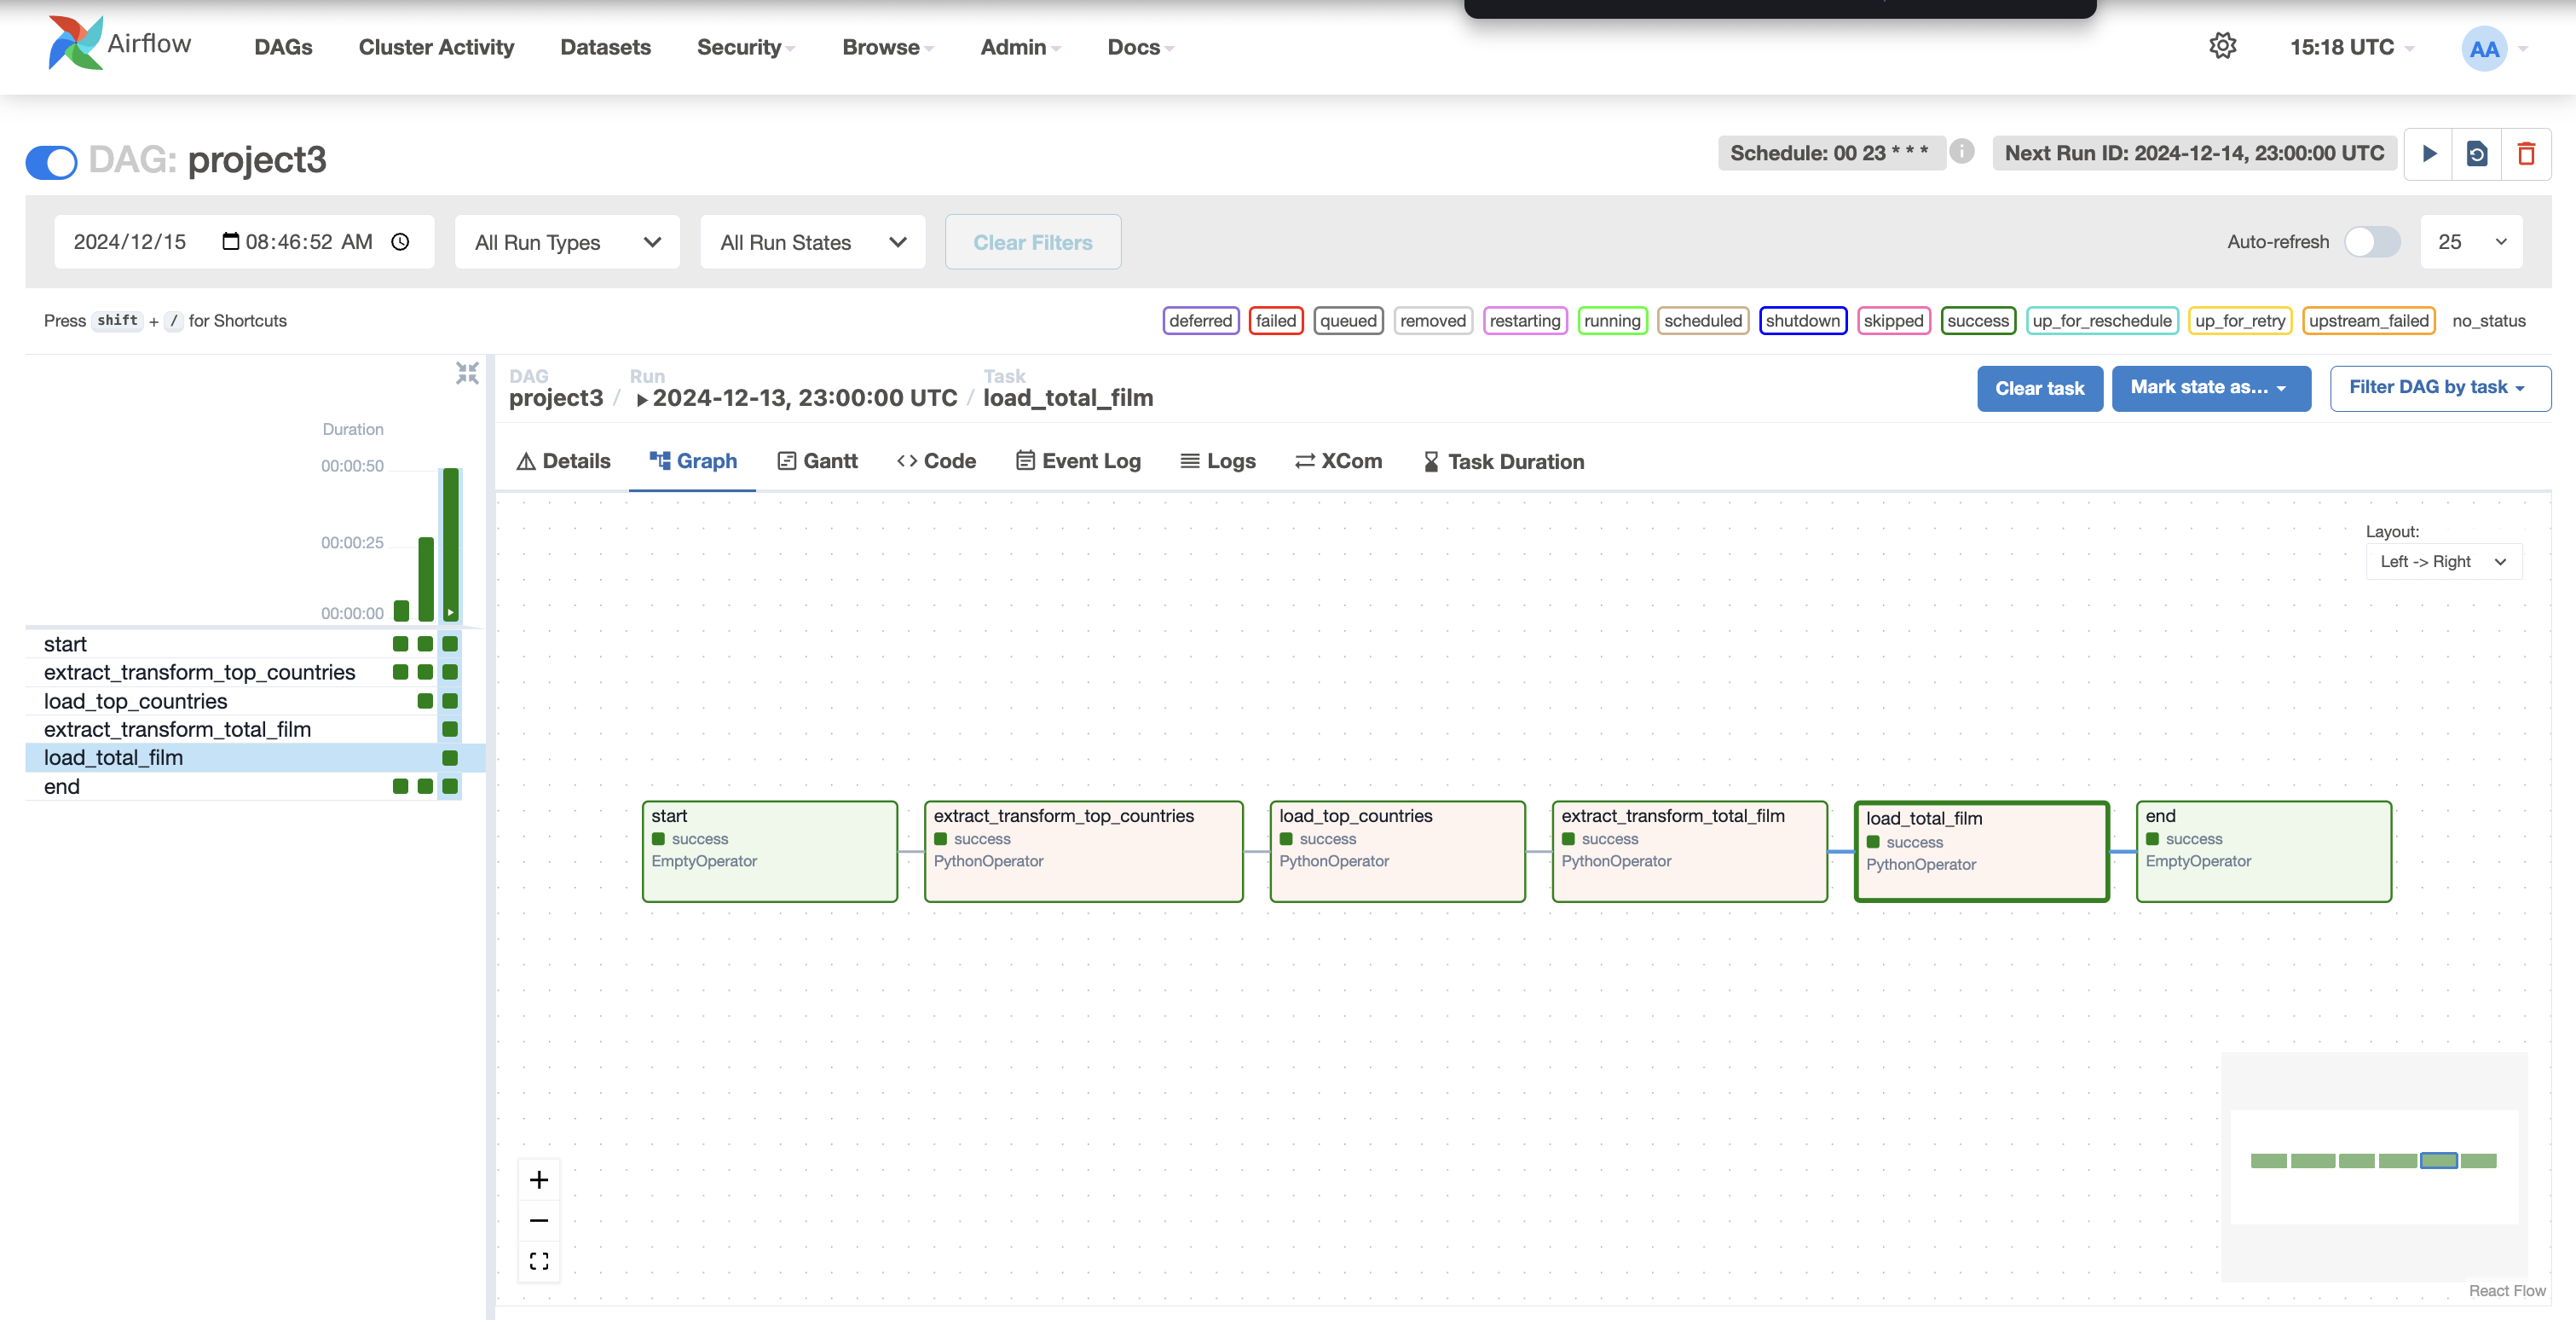 Airflow DAGs Cluster Activity Datasets Security Browse Admin Docs 15:18 UTC AA
DAG: project3 Schedule: 00 23 * * * i Next Run ID: 2024-12-14, 23:00:00 UTC
2024/12/15 08:46:52 AM All Run Types All Run States Clear Filters Auto-refresh 25
Press shift + / for Shortcuts deferred failed queued removed restarting running scheduled shutdown skipped success up_for_reschedule up_for_retry upstream_failed no_status
DAG Run Task
project3 / 2024-12-13, 23:00:00 UTC / load_total_film Clear task Mark state as... Filter DAG by task
Details Graph Gantt Code Event Log Logs XCom Task Duration
Duration
00:00:50
00:00:25
00:00:00
start
extract_transform_top_countries
load_top_countries
extract_transform_total_film
load_total_film
end
Layout:
Left -> Right
start
success
EmptyOperator
extract_transform_top_countries
success
PythonOperator
load_top_countries
success
PythonOperator
extract_transform_total_film
success
PythonOperator
load_total_film
success
PythonOperator
end
success
EmptyOperator
React Flow